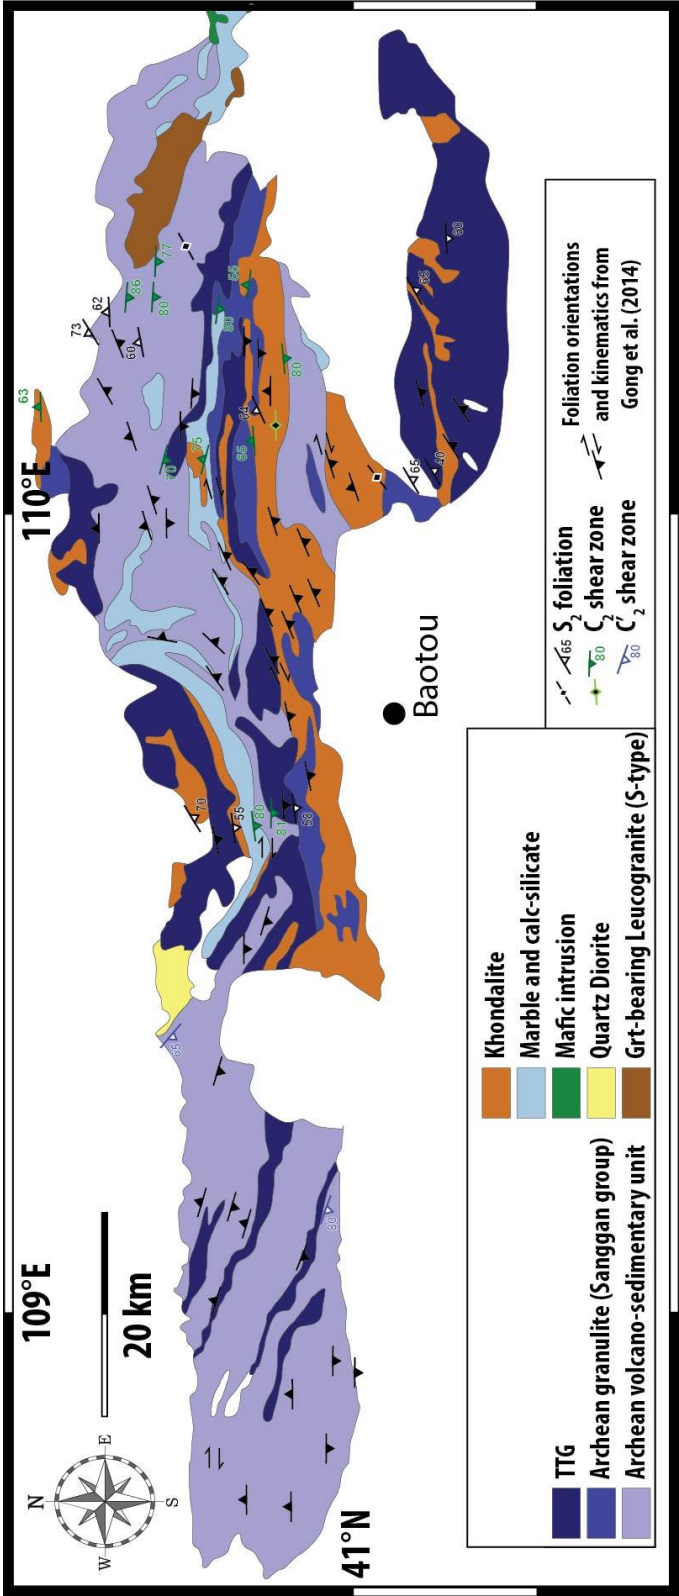 109°E
110°E
N
W E
S
20 km
41°N
63
73
62
60
86
80
77
70
75
80
55
65
64
80
65
70
55
80
81
58
80
65
40
65
60
Baotou
TTG
Archean granulite (Sanggan group)
Archean volcano-sedimentary unit
Khondalite
Marble and calc-silicate
Mafic intrusion
Quartz Diorite
Grt-bearing Leucogranite (S-type)
65 S2 foliation
80 C2 shear zone
80 C'2 shear zone
Foliation orientations
and kinematics from
Gong et al. (2014)